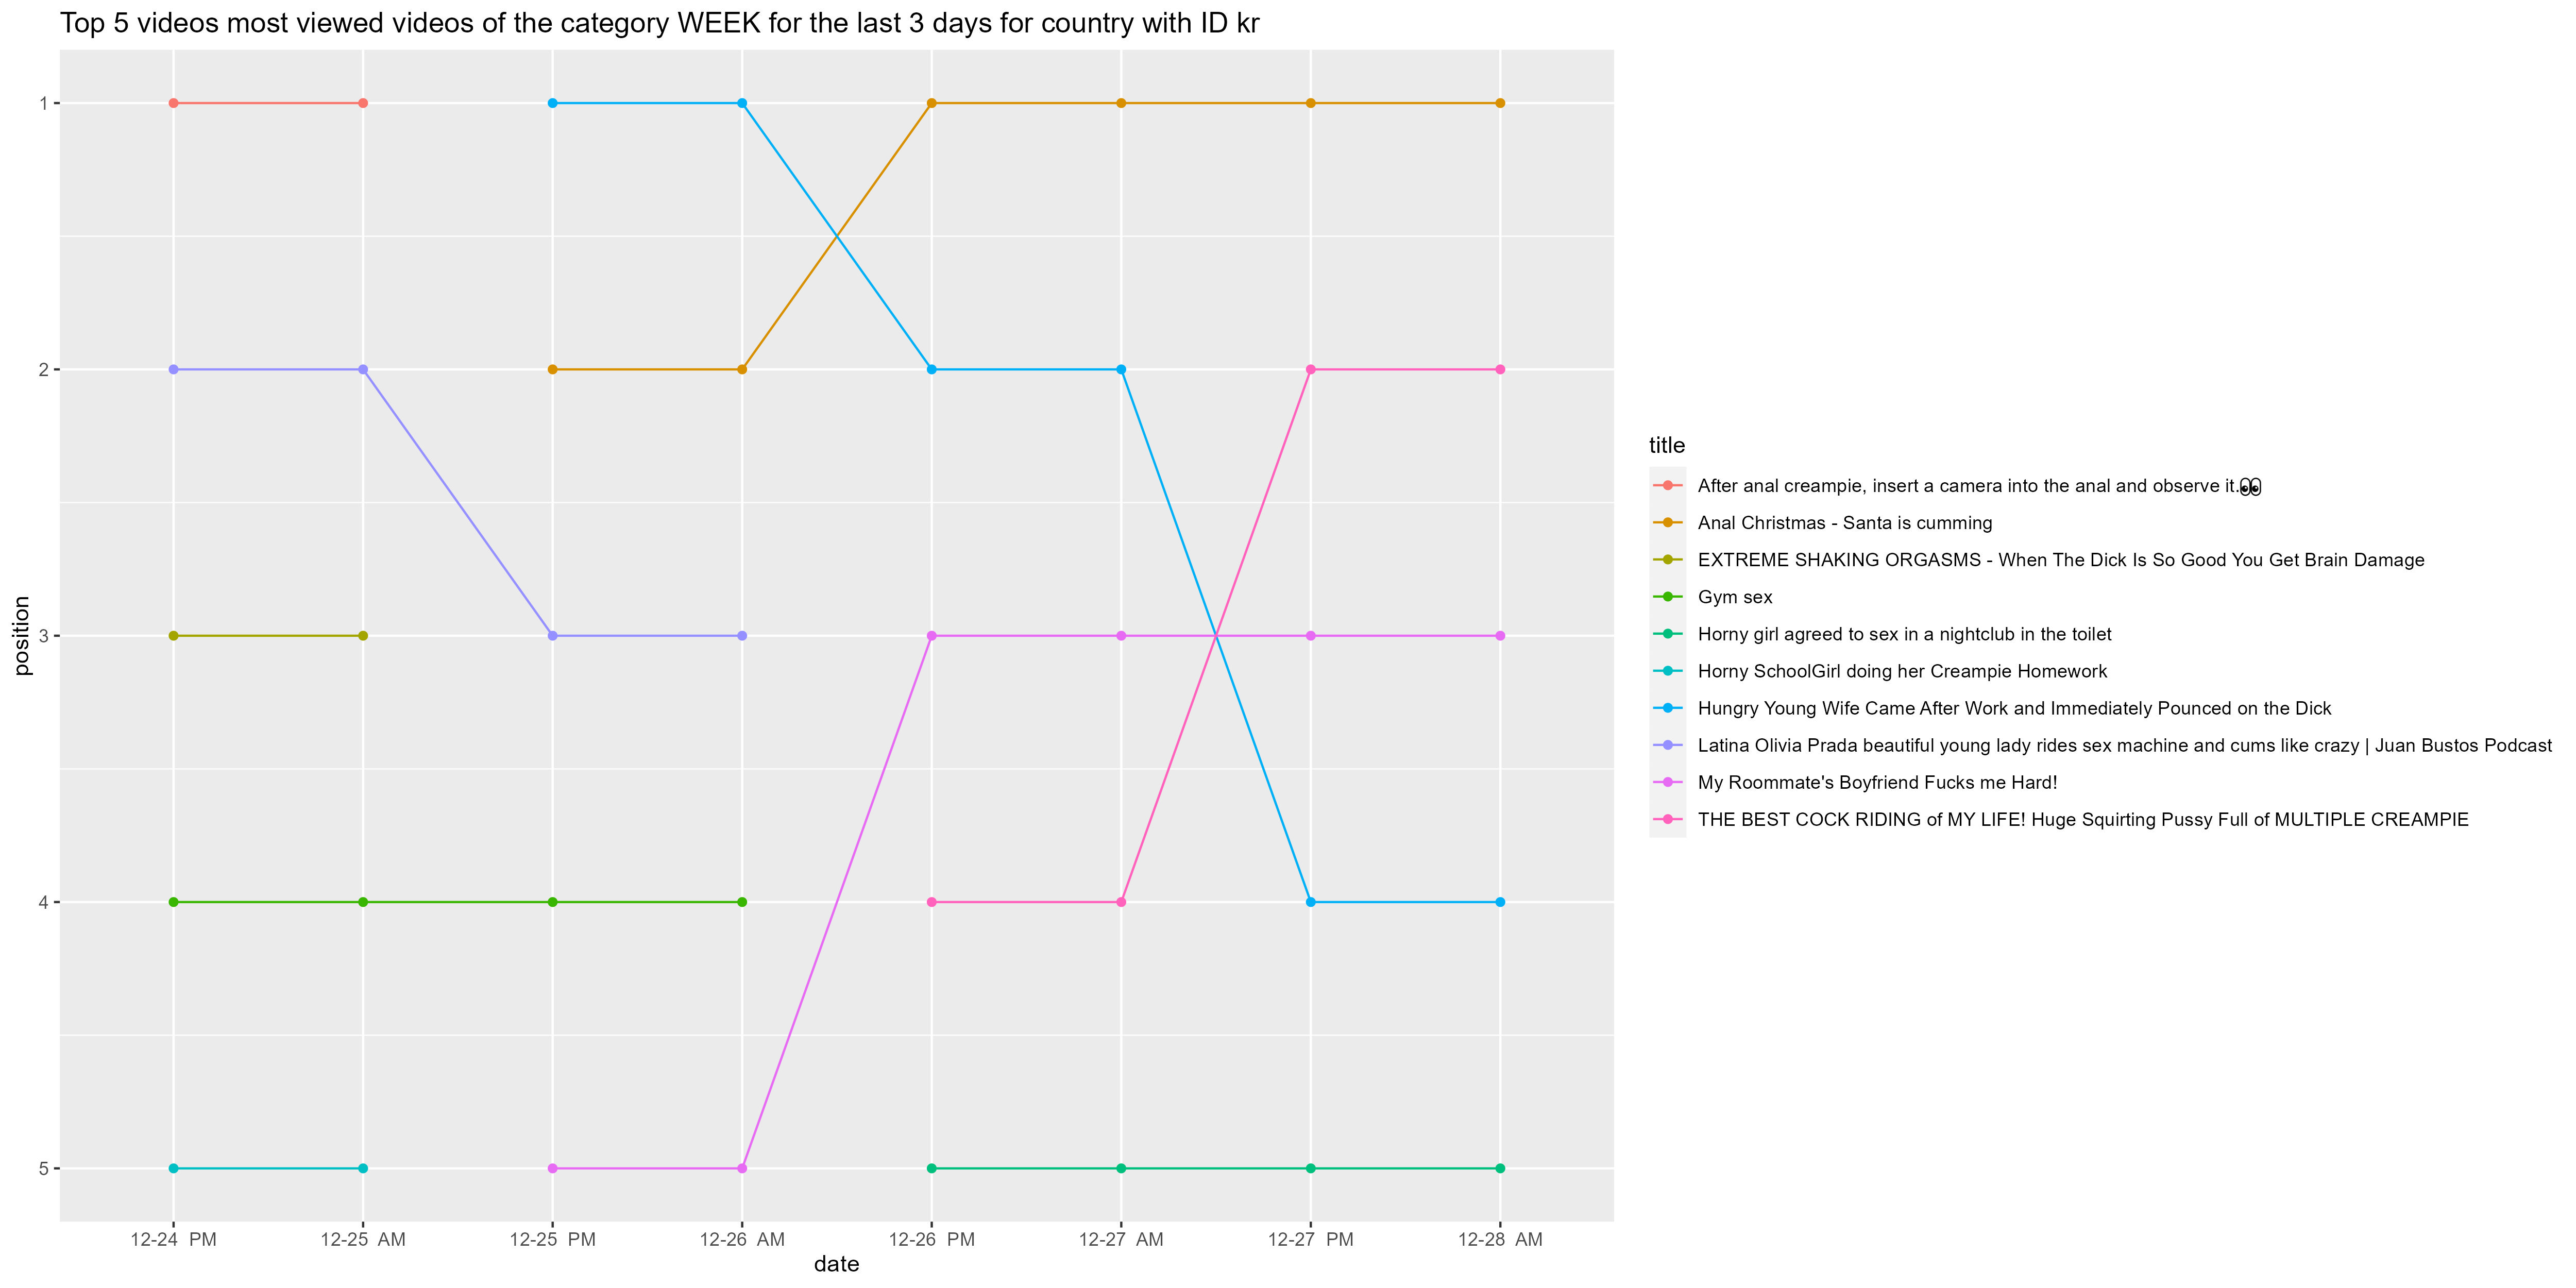 Top 5 videos most viewed videos of the category WEEK for the last 3 days for country with ID kr
1
2
3
4
5
position
12-24 PM
12-25 AM
12-25 PM
12-26 AM
12-26 PM
12-27 AM
12-27 PM
12-28 AM
date
title
After anal creampie, insert a camera into the anal and observe it.👀
Anal Christmas - Santa is cumming
EXTREME SHAKING ORGASMS - When The Dick Is So Good You Get Brain Damage
Gym sex
Horny girl agreed to sex in a nightclub in the toilet
Horny SchoolGirl doing her Creampie Homework
Hungry Young Wife Came After Work and Immediately Pounced on the Dick
Latina Olivia Prada beautiful young lady rides sex machine and cums like crazy | Juan Bustos Podcast
My Roommate's Boyfriend Fucks me Hard!
THE BEST COCK RIDING of MY LIFE! Huge Squirting Pussy Full of MULTIPLE CREAMPIE